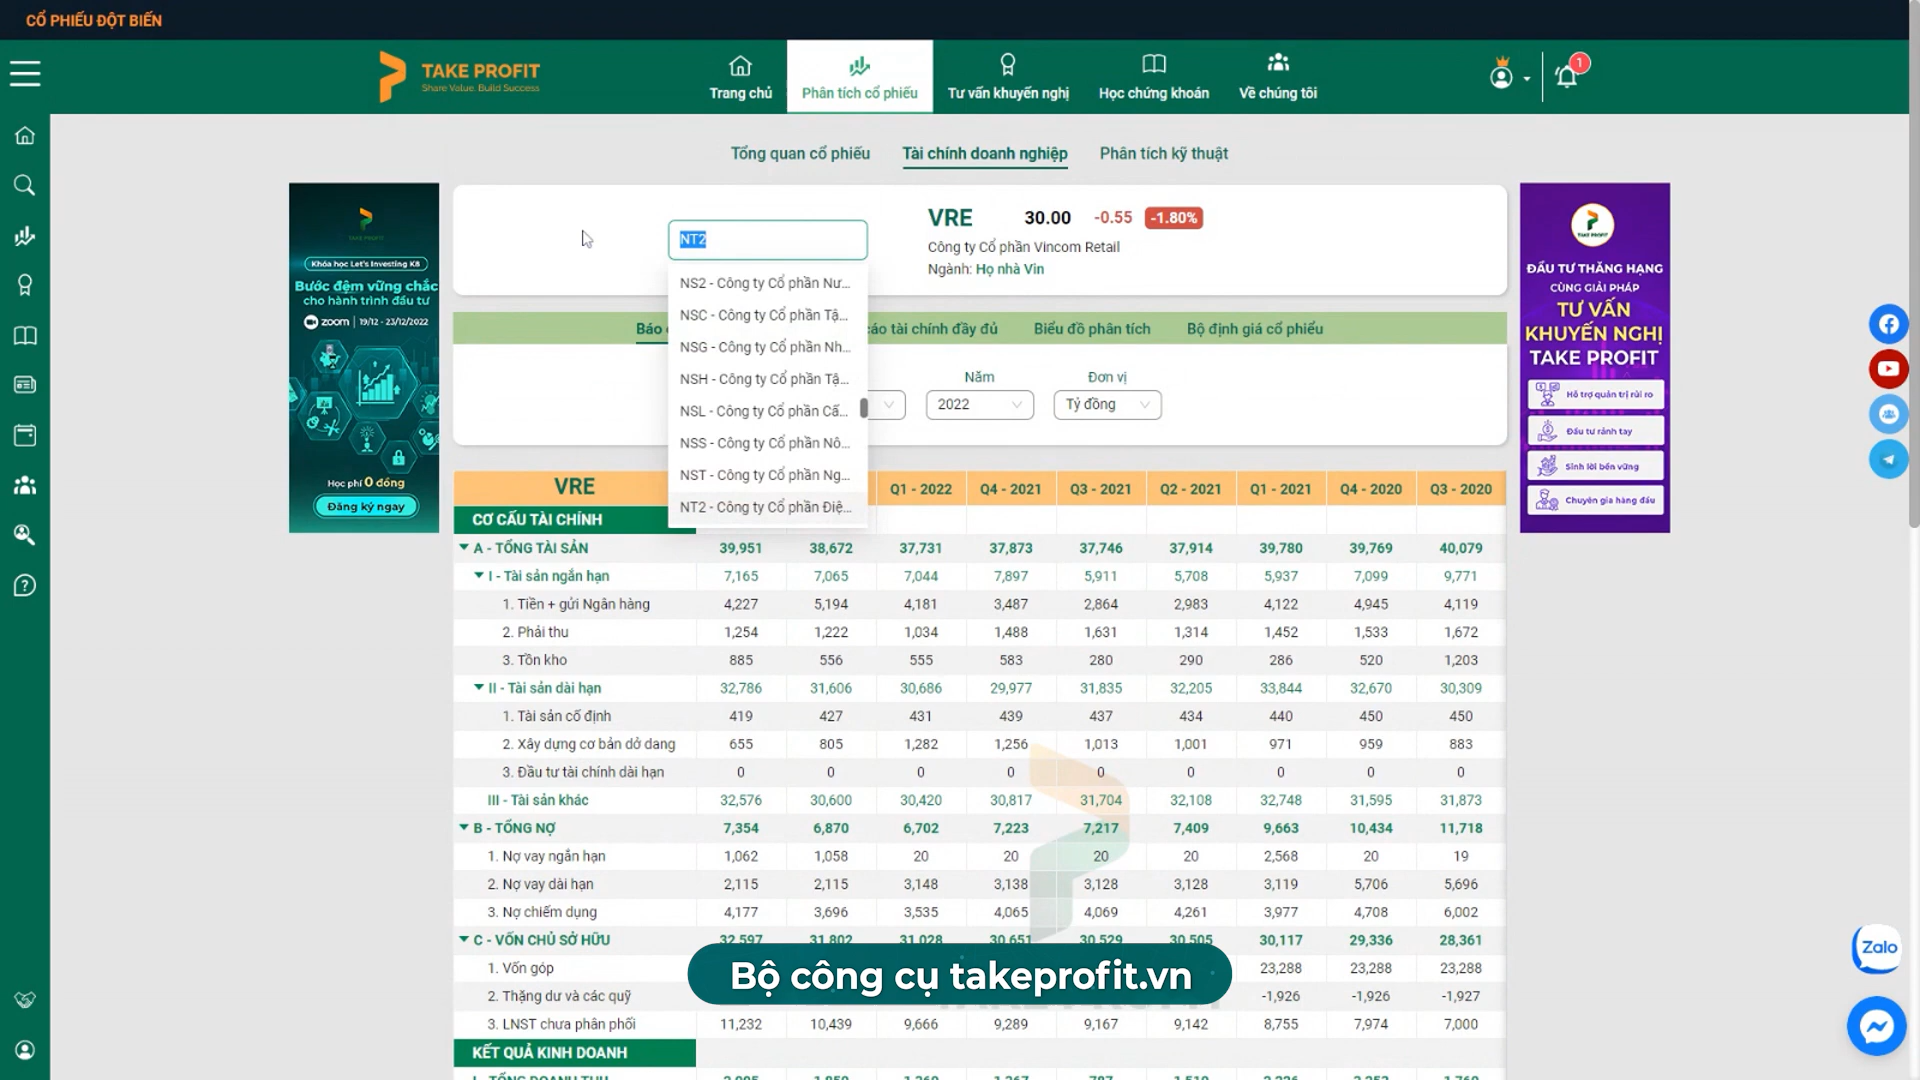 CỔ PHIẾU ĐỘT BIẾN
TAKE PROFIT
Share Value. Build Success
Trang chủ
Phân tích cổ phiếu
Tư vấn khuyến nghị
Học chứng khoán
Về chúng tôi
1
Tổng quan cổ phiếu
Tài chính doanh nghiệp
Phân tích kỹ thuật
TAKE PROFIT
Khóa học Let's Investing K8
Bước đệm vững chắc
cho hành trình đầu tư
zoom | 19/12 - 23/12/2022
Học phí 0 đồng
Đăng ký ngay
NT2
NS2 - Công ty Cổ phần Nư...
NSC - Công ty Cổ phần Tậ...
NSG - Công ty Cổ phần Nh...
NSH - Công ty Cổ phần Tậ...
NSL - Công ty Cổ phần Cấ...
NSS - Công ty Cổ phần Nô...
NST - Công ty Cổ phần Ng...
NT2 - Công ty Cổ phần Điệ...
VRE 30.00 -0.55 -1.80%
Công ty Cổ phần Vincom Retail
Ngành: Họ nhà Vin
Báo
cáo tài chính đầy đủ
Biểu đồ phân tích
Bộ định giá cổ phiếu
Năm
Đơn vị
2022
Tỷ đồng
TAKE PROFIT
ĐẦU TƯ THĂNG HẠNG
CÙNG GIẢI PHÁP
TƯ VẤN
KHUYẾN NGHỊ
TAKE PROFIT
Hỗ trợ quản trị rủi ro
Đầu tư rảnh tay
Sinh lời bền vững
Chuyên gia hàng đầu
VRE Q1 - 2022 Q4 - 2021 Q3 - 2021 Q2 - 2021 Q1 - 2021 Q4 - 2020 Q3 - 2020
CƠ CẤU TÀI CHÍNH
A - TỔNG TÀI SẢN 39,951 38,672 37,731 37,873 37,746 37,914 39,780 39,769 40,079
I - Tài sản ngắn hạn 7,165 7,065 7,044 7,897 5,911 5,708 5,937 7,099 9,771
1. Tiền + gửi Ngân hàng 4,227 5,194 4,181 3,487 2,864 2,983 4,122 4,945 4,119
2. Phải thu 1,254 1,222 1,034 1,488 1,631 1,314 1,452 1,533 1,672
3. Tồn kho 885 556 555 583 280 290 286 520 1,203
II - Tài sản dài hạn 32,786 31,606 30,686 29,977 31,835 32,205 33,844 32,670 30,309
1. Tài sản cố định 419 427 431 439 437 434 440 450 450
2. Xây dựng cơ bản dở dang 655 805 1,282 1,256 1,013 1,001 971 959 883
3. Đầu tư tài chính dài hạn 0 0 0 0 0 0 0 0 0
III - Tài sản khác 32,576 30,600 30,420 30,817 31,704 32,108 32,748 31,595 31,873
B - TỔNG NỢ 7,354 6,870 6,702 7,223 7,217 7,409 9,663 10,434 11,718
1. Nợ vay ngắn hạn 1,062 1,058 20 20 20 20 2,568 20 19
2. Nợ vay dài hạn 2,115 2,115 3,148 3,138 3,128 3,128 3,119 5,706 5,696
3. Nợ chiếm dụng 4,177 3,696 3,535 4,065 4,069 4,261 3,977 4,708 6,002
C - VỐN CHỦ SỞ HỮU 32,597 31,802 31,028 30,651 30,529 30,505 30,117 29,336 28,361
1. Vốn góp 23,288 23,288 23,288
2. Thặng dư và các quỹ -1,926 -1,926 -1,927
3. LNST chưa phân phối 11,232 10,439 9,666 9,289 9,167 9,142 8,755 7,974 7,000
KẾT QUẢ KINH DOANH
Bộ công cụ takeprofit.vn
Zalo